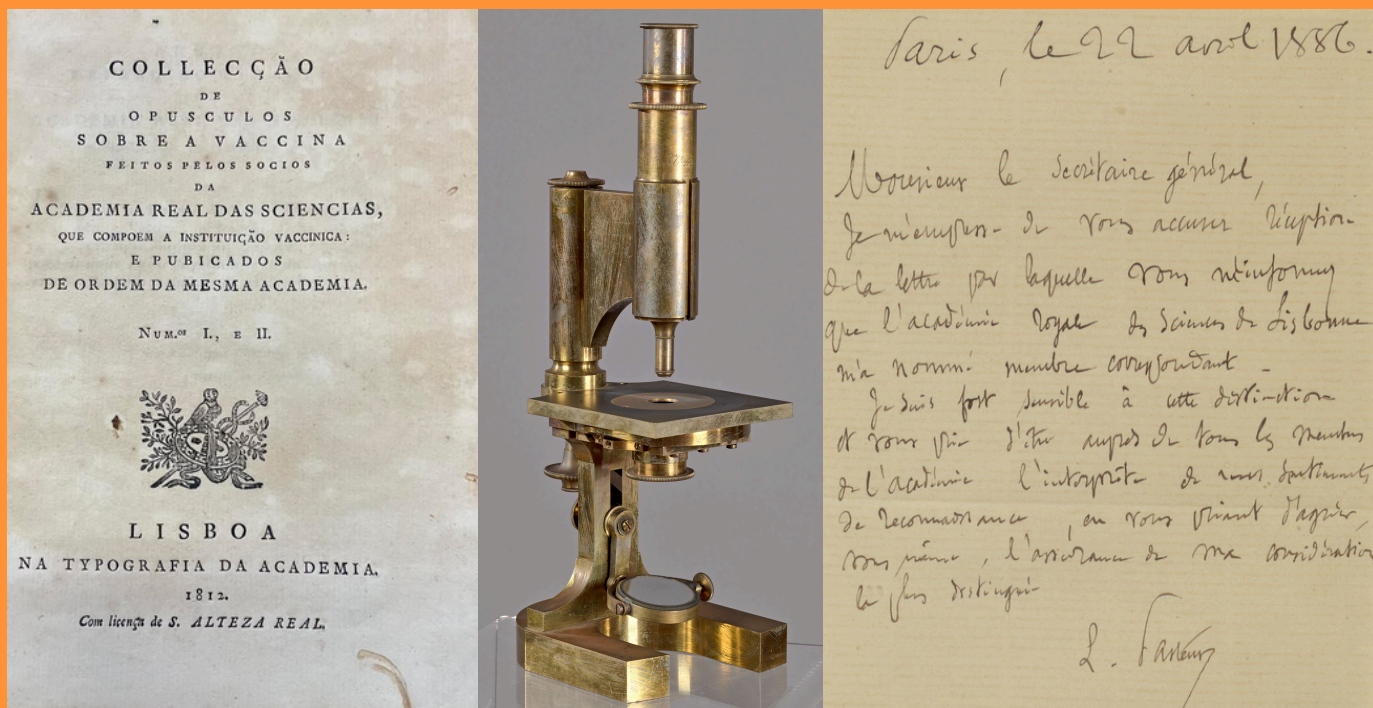 COLLECÇÃO
DE
OPUSCULOS
SOBRE A VACCINA
FEITOS PELOS SOCIOS
DA
ACADEMIA REAL DAS SCIENCIAS,
QUE COMPOEM A INSTITUIÇÃO VACCINICA:
E PUBICADOS
DE ORDEM DA MESMA ACADEMIA.
NUM.os I., E II.
LISBOA
NA TYPOGRAFIA DA ACADEMIA.
1812.
Com licença de S. ALTEZA REAL.
Paris, le 22 avril 1886.
Monsieur le Secrétaire général,
Je m'empresse de vous accuser réception
de la lettre par laquelle vous m'informez
que l'académie royale des Sciences de Lisbonne
m'a nommé membre correspondant.
Je suis fort sensible à cette distinction
et vous prie d'être auprès de tous les membres
de l'académie l'interprète de mes sentiments
de reconnaissance, en vous priant d'agréer,
vous même, l'assurance de ma considération
la plus distinguée
L. Pasteur